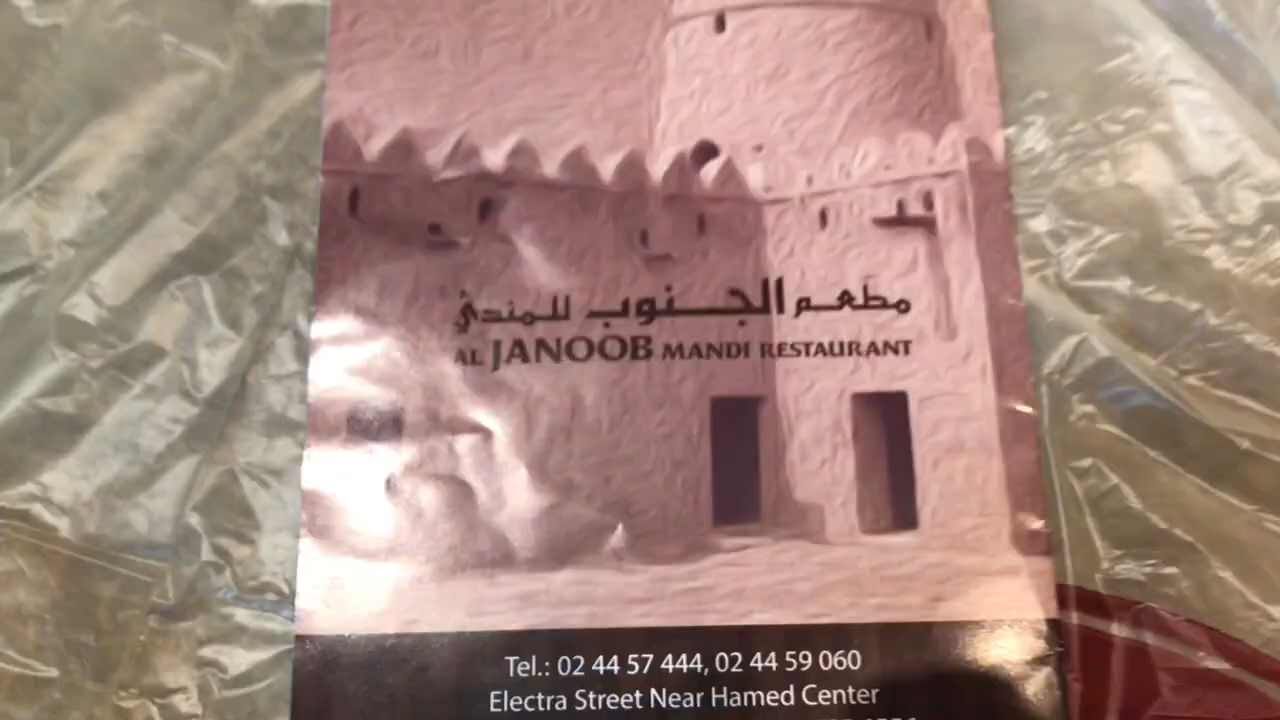 مطعم الجنوب للمندي
AL JANOOB MANDI RESTAURANT
Tel.: 02 44 57 444, 02 44 59 060
Electra Street Near Hamed Center